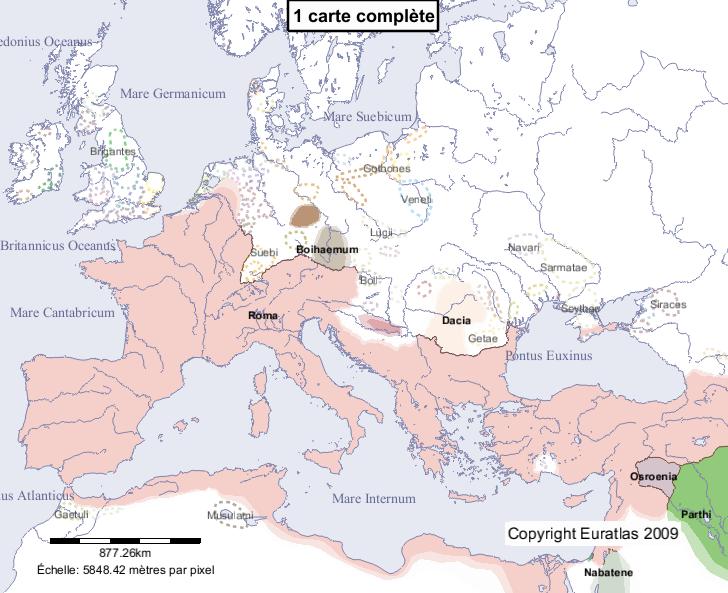 1 carte complète
edonius Oceanus
Mare Germanicum
Mare Suebicum
Brigantes
Gothones
Veneti
Lugii
Britannicus Oceanus
Suebi
Boihaemum
Navari
Sarmatae
Boii
Mare Cantabricum
Roma
Dacia
Getae
Scythae
Siraces
Pontus Euxinus
us Atlanticus
Mare Internum
Osroenia
Gaetuli
Musulami
Parthi
Copyright Euratlas 2009
877.26km
Échelle: 5848.42 mètres par pixel
Nabatene